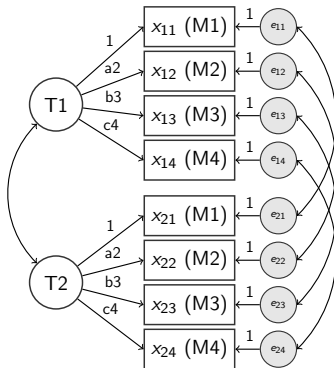 1 x₁₁ (M1) 1 e₁₁
a2 x₁₂ (M2) 1 e₁₂
T1
b3 x₁₃ (M3) 1 e₁₃
c4 x₁₄ (M4) 1 e₁₄
1 x₂₁ (M1) 1 e₂₁
a2 x₂₂ (M2) 1 e₂₂
T2
b3 x₂₃ (M3) 1 e₂₃
c4 x₂₄ (M4) 1 e₂₄